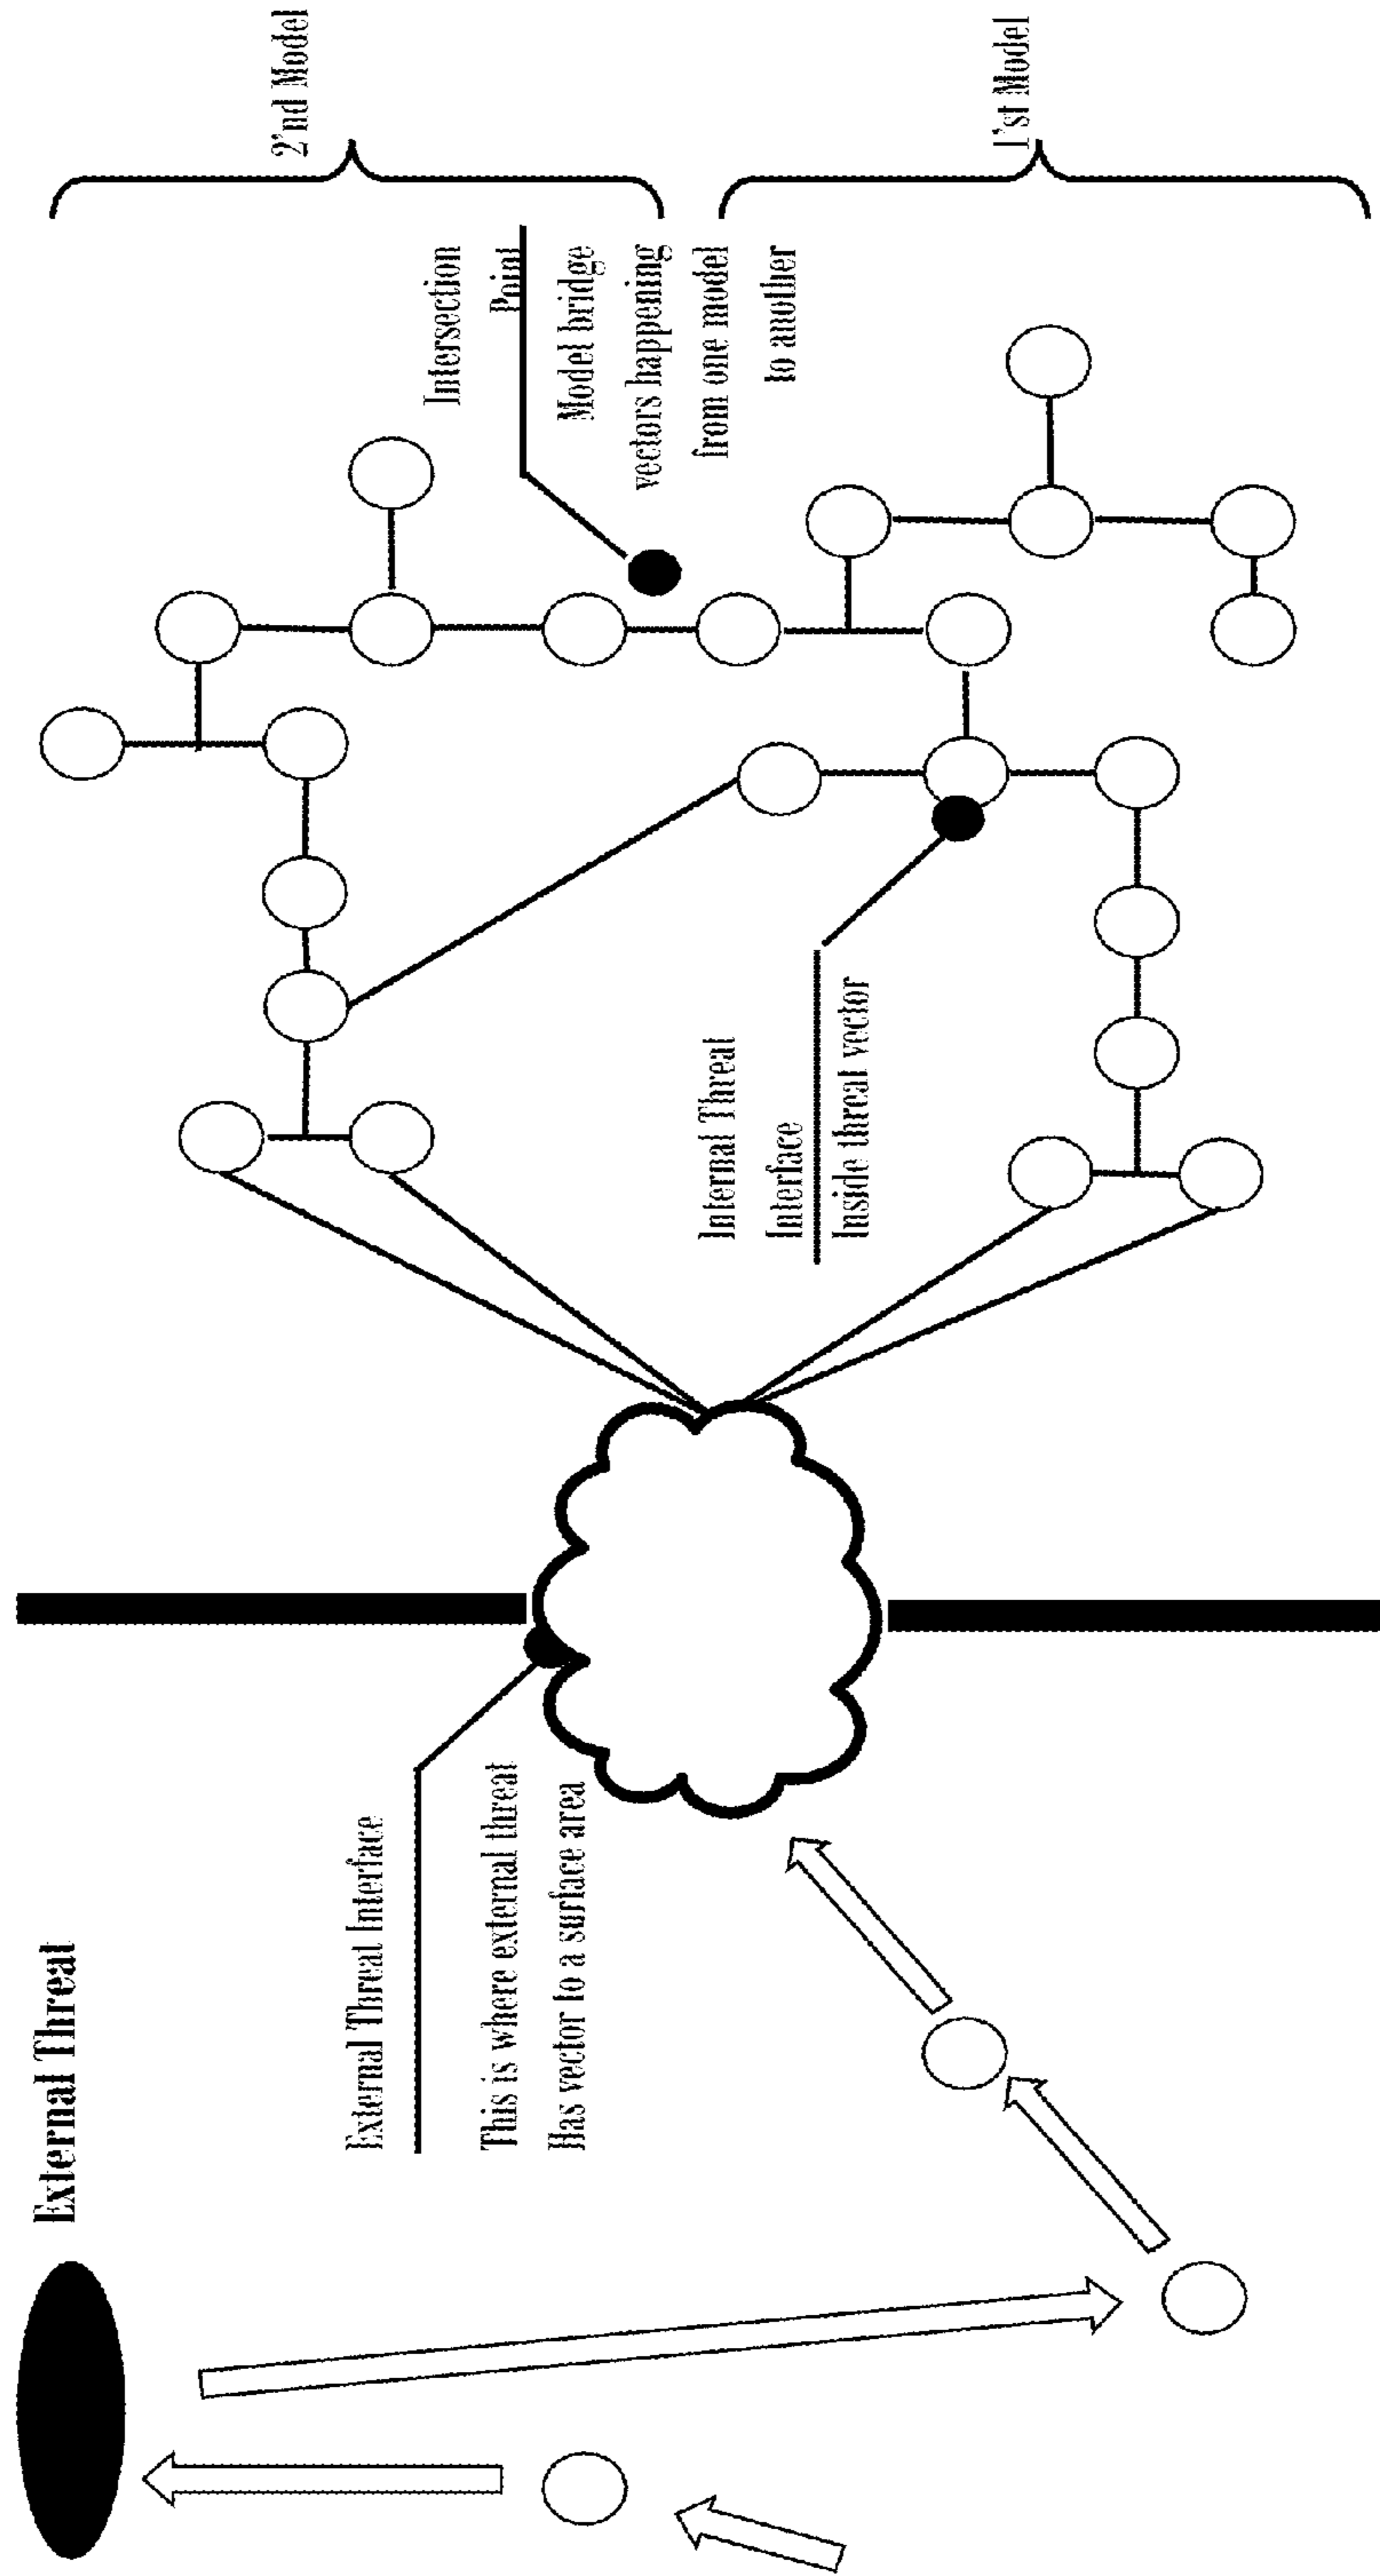 External Threat
External Threat Interface
This is where external threat
Has vector to a surface area
Internal Threat
Interface
Inside threat vector
Intersection
Point
Model bridge
vectors happening
from one model
to another
2'nd Model
1'st Model